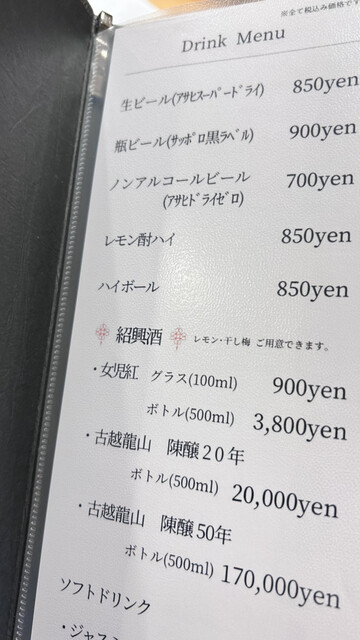 ※全て税込み価格です
Drink Menu
生ビール(ｱｻﾋｽｰﾊﾟｰﾄﾞﾗｲ) 850yen
瓶ビール(ｻｯﾎﾟﾛ黒ﾗﾍﾞﾙ) 900yen
ノンアルコールビール 700yen
(ｱｻﾋﾄﾞﾗｲｾﾞﾛ)
レモン酎ハイ 850yen
ハイボール 850yen
紹興酒 レモン・干し梅 ご用意できます。
・女児紅 グラス(100ml) 900yen
ボトル(500ml) 3,800yen
・古越龍山 陳醸20年
ボトル(500ml) 20,000yen
・古越龍山 陳醸50年
ボトル(500ml) 170,000yen
ソフトドリンク